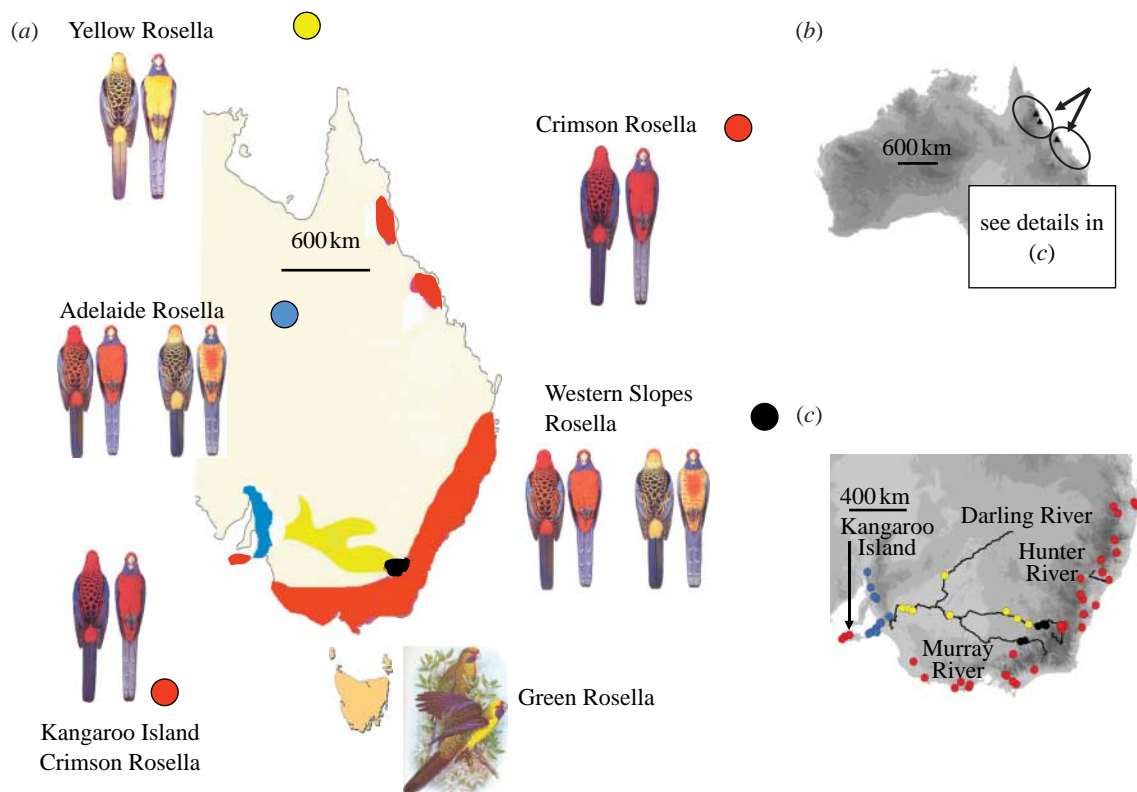 (a)
Yellow Rosella
Crimson Rosella
600 km
Adelaide Rosella
Western Slopes
Rosella
Kangaroo Island
Crimson Rosella
Green Rosella
(b)
600 km
see details in
(c)
(c)
400 km
Kangaroo
Island
Darling River
Hunter
River
Murray
River